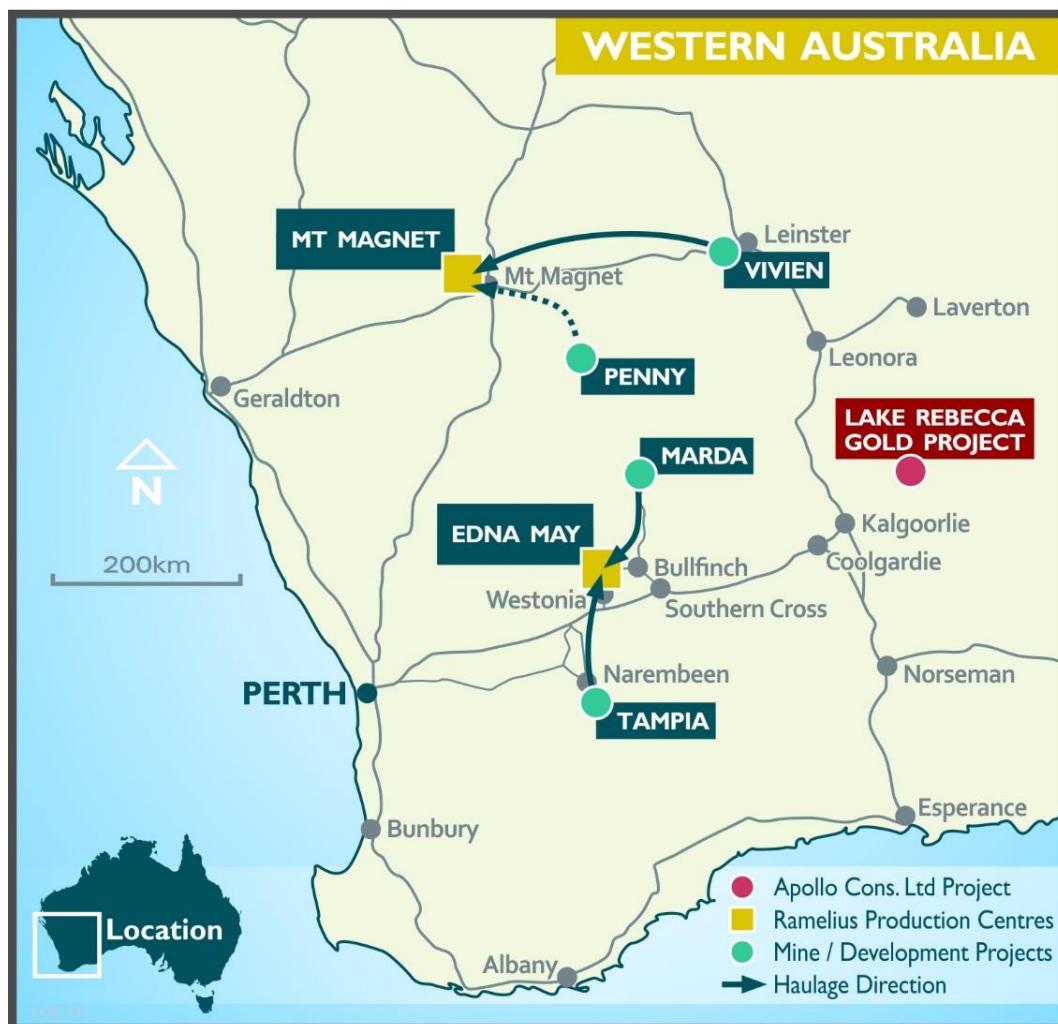 WESTERN AUSTRALIA
MT MAGNET
Mt Magnet
Leinster
VIVIEN
Laverton
Leonora
PENNY
Geraldton
LAKE REBECCA
GOLD PROJECT
N
MARDA
200km
EDNA MAY
Kalgoorlie
Coolgardie
Bullfinch
Westonia
Southern Cross
Narembeen
Norseman
PERTH
TAMPIA
Esperance
Bunbury
Location
Albany
Apollo Cons. Ltd Project
Ramelius Production Centres
Mine / Development Projects
Haulage Direction